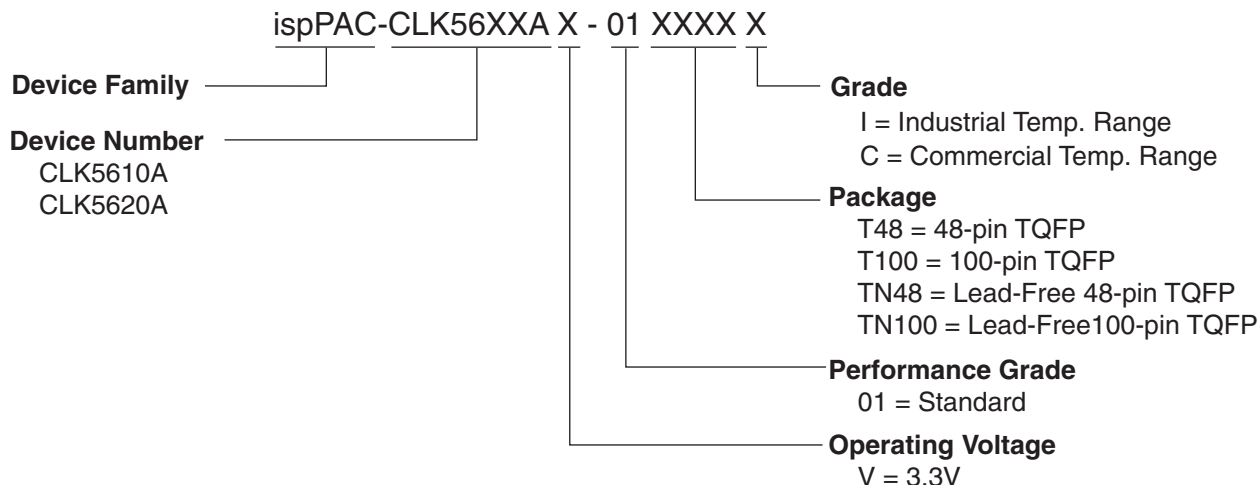 ispPAC-CLK56XXA X - 01 XXXX X
Device Family
Device Number
CLK5610A
CLK5620A
Grade
I = Industrial Temp. Range
C = Commercial Temp. Range
Package
T48 = 48-pin TQFP
T100 = 100-pin TQFP
TN48 = Lead-Free 48-pin TQFP
TN100 = Lead-Free100-pin TQFP
Performance Grade
01 = Standard
Operating Voltage
V = 3.3V